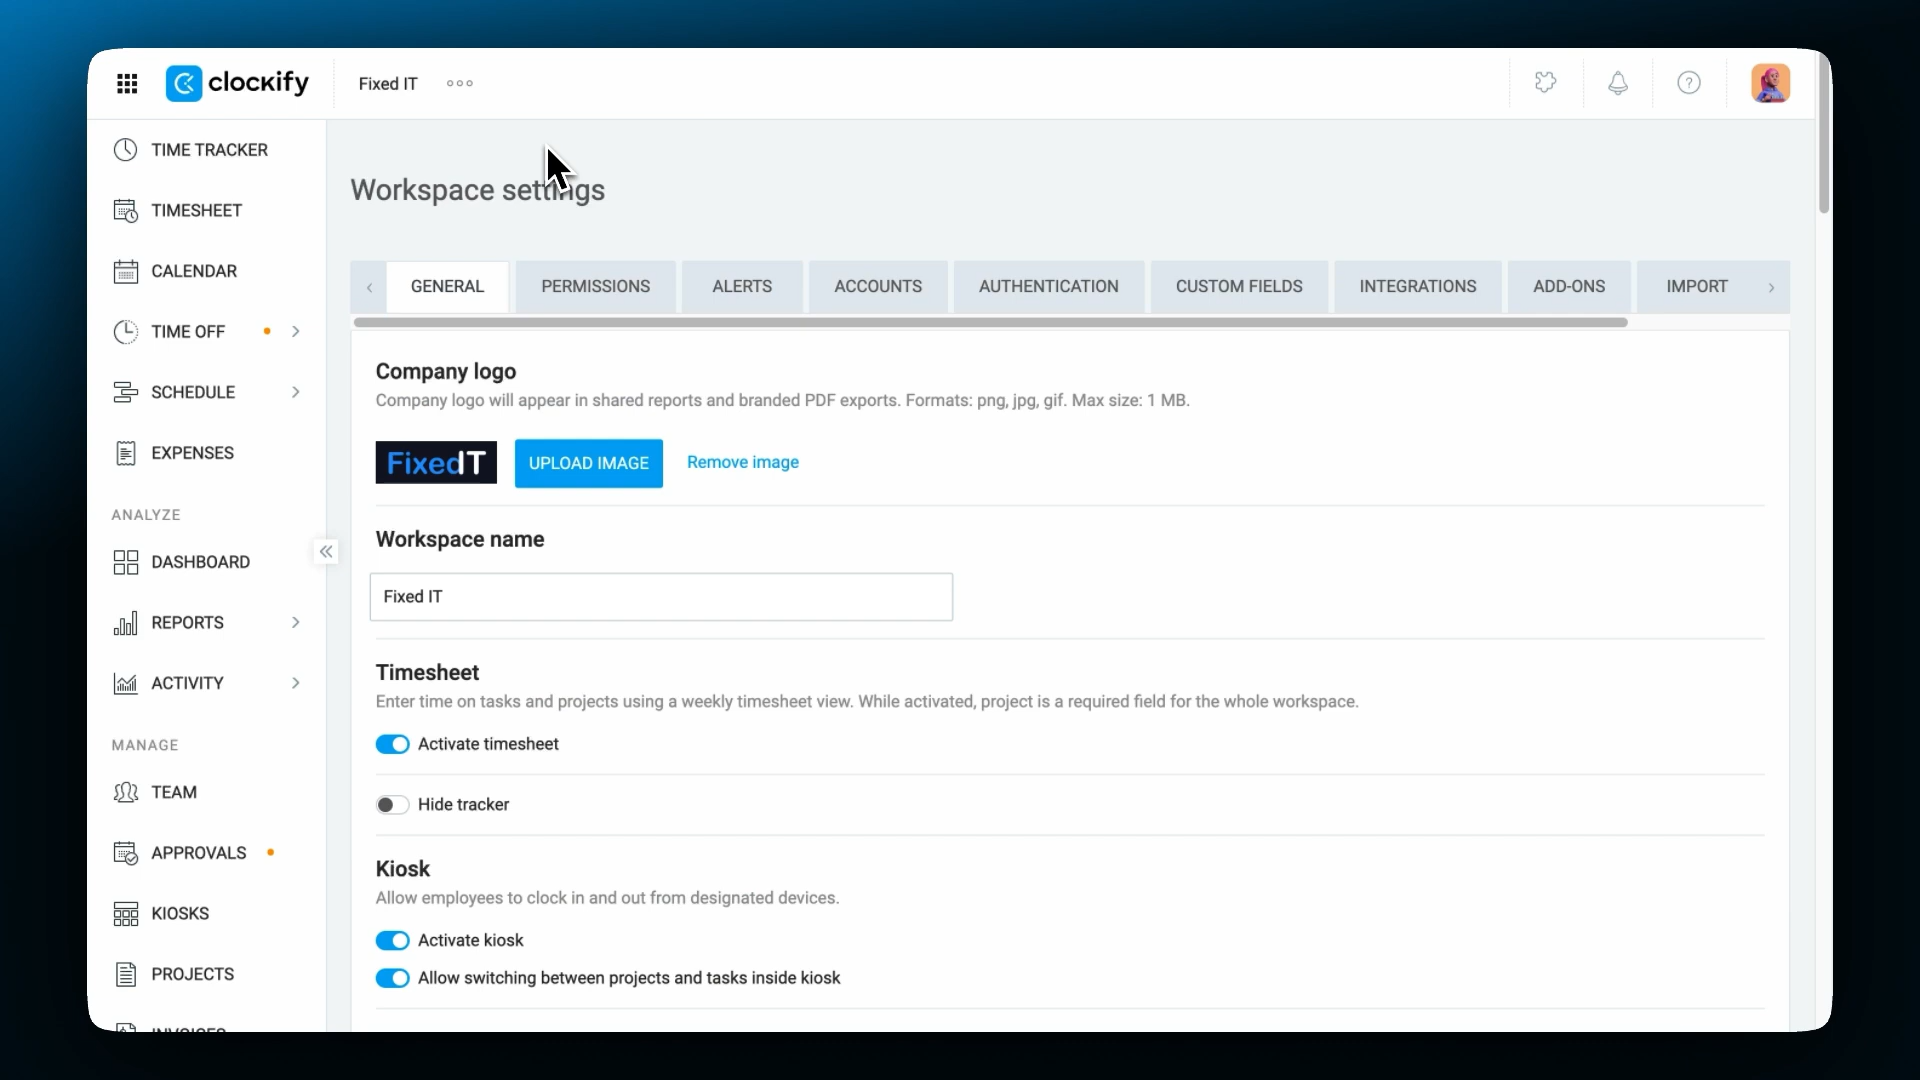 clockify
Fixed IT
TIME TRACKER
TIMESHEET
CALENDAR
TIME OFF
SCHEDULE
EXPENSES
ANALYZE
DASHBOARD
REPORTS
ACTIVITY
MANAGE
TEAM
APPROVALS
KIOSKS
PROJECTS
INVOICES
Workspace settings
GENERAL PERMISSIONS ALERTS ACCOUNTS AUTHENTICATION CUSTOM FIELDS INTEGRATIONS ADD-ONS IMPORT
Company logo
Company logo will appear in shared reports and branded PDF exports. Formats: png, jpg, gif. Max size: 1 MB.
FixedIT UPLOAD IMAGE Remove image
Workspace name
Fixed IT
Timesheet
Enter time on tasks and projects using a weekly timesheet view. While activated, project is a required field for the whole workspace.
Activate timesheet
Hide tracker
Kiosk
Allow employees to clock in and out from designated devices.
Activate kiosk
Allow switching between projects and tasks inside kiosk